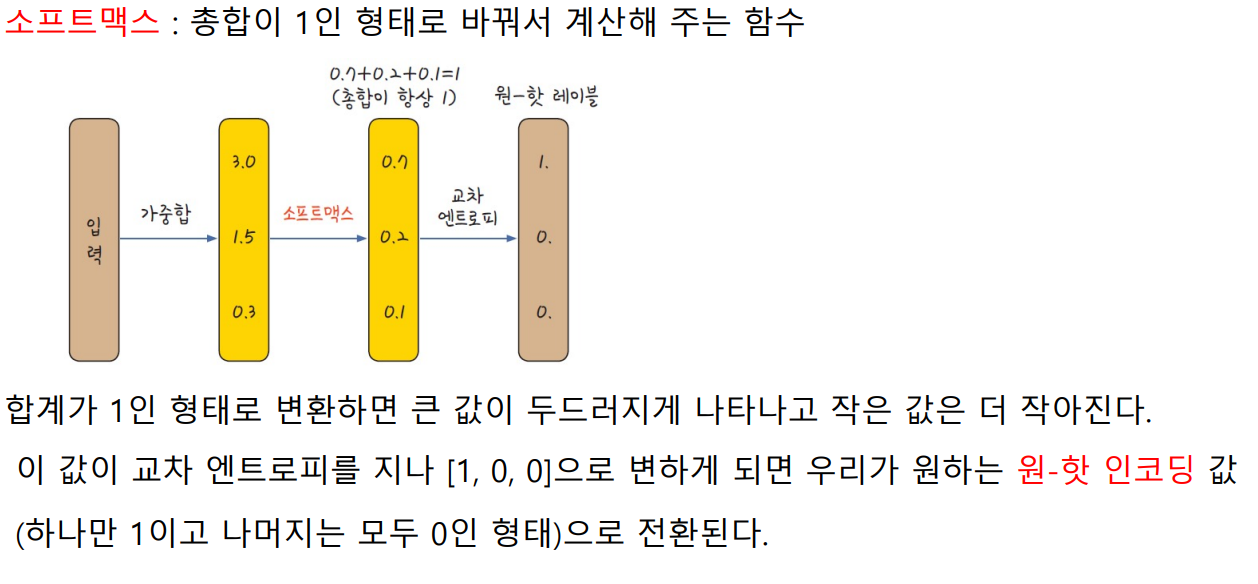 소프트맥스 : 총합이 1인 형태로 바꿔서 계산해 주는 함수
0.7+0.2+0.1=1
(총합이 항상 1)
원-핫 레이블
입력
가중합
3.0
1.5
0.3
소프트맥스
0.7
0.2
0.1
교차
엔트로피
1.
0.
0.
합계가 1인 형태로 변환하면 큰 값이 두드러지게 나타나고 작은 값은 더 작아진다.
이 값이 교차 엔트로피를 지나 [1, 0, 0]으로 변하게 되면 우리가 원하는 원-핫 인코딩 값
(하나만 1이고 나머지는 모두 0인 형태)으로 전환된다.